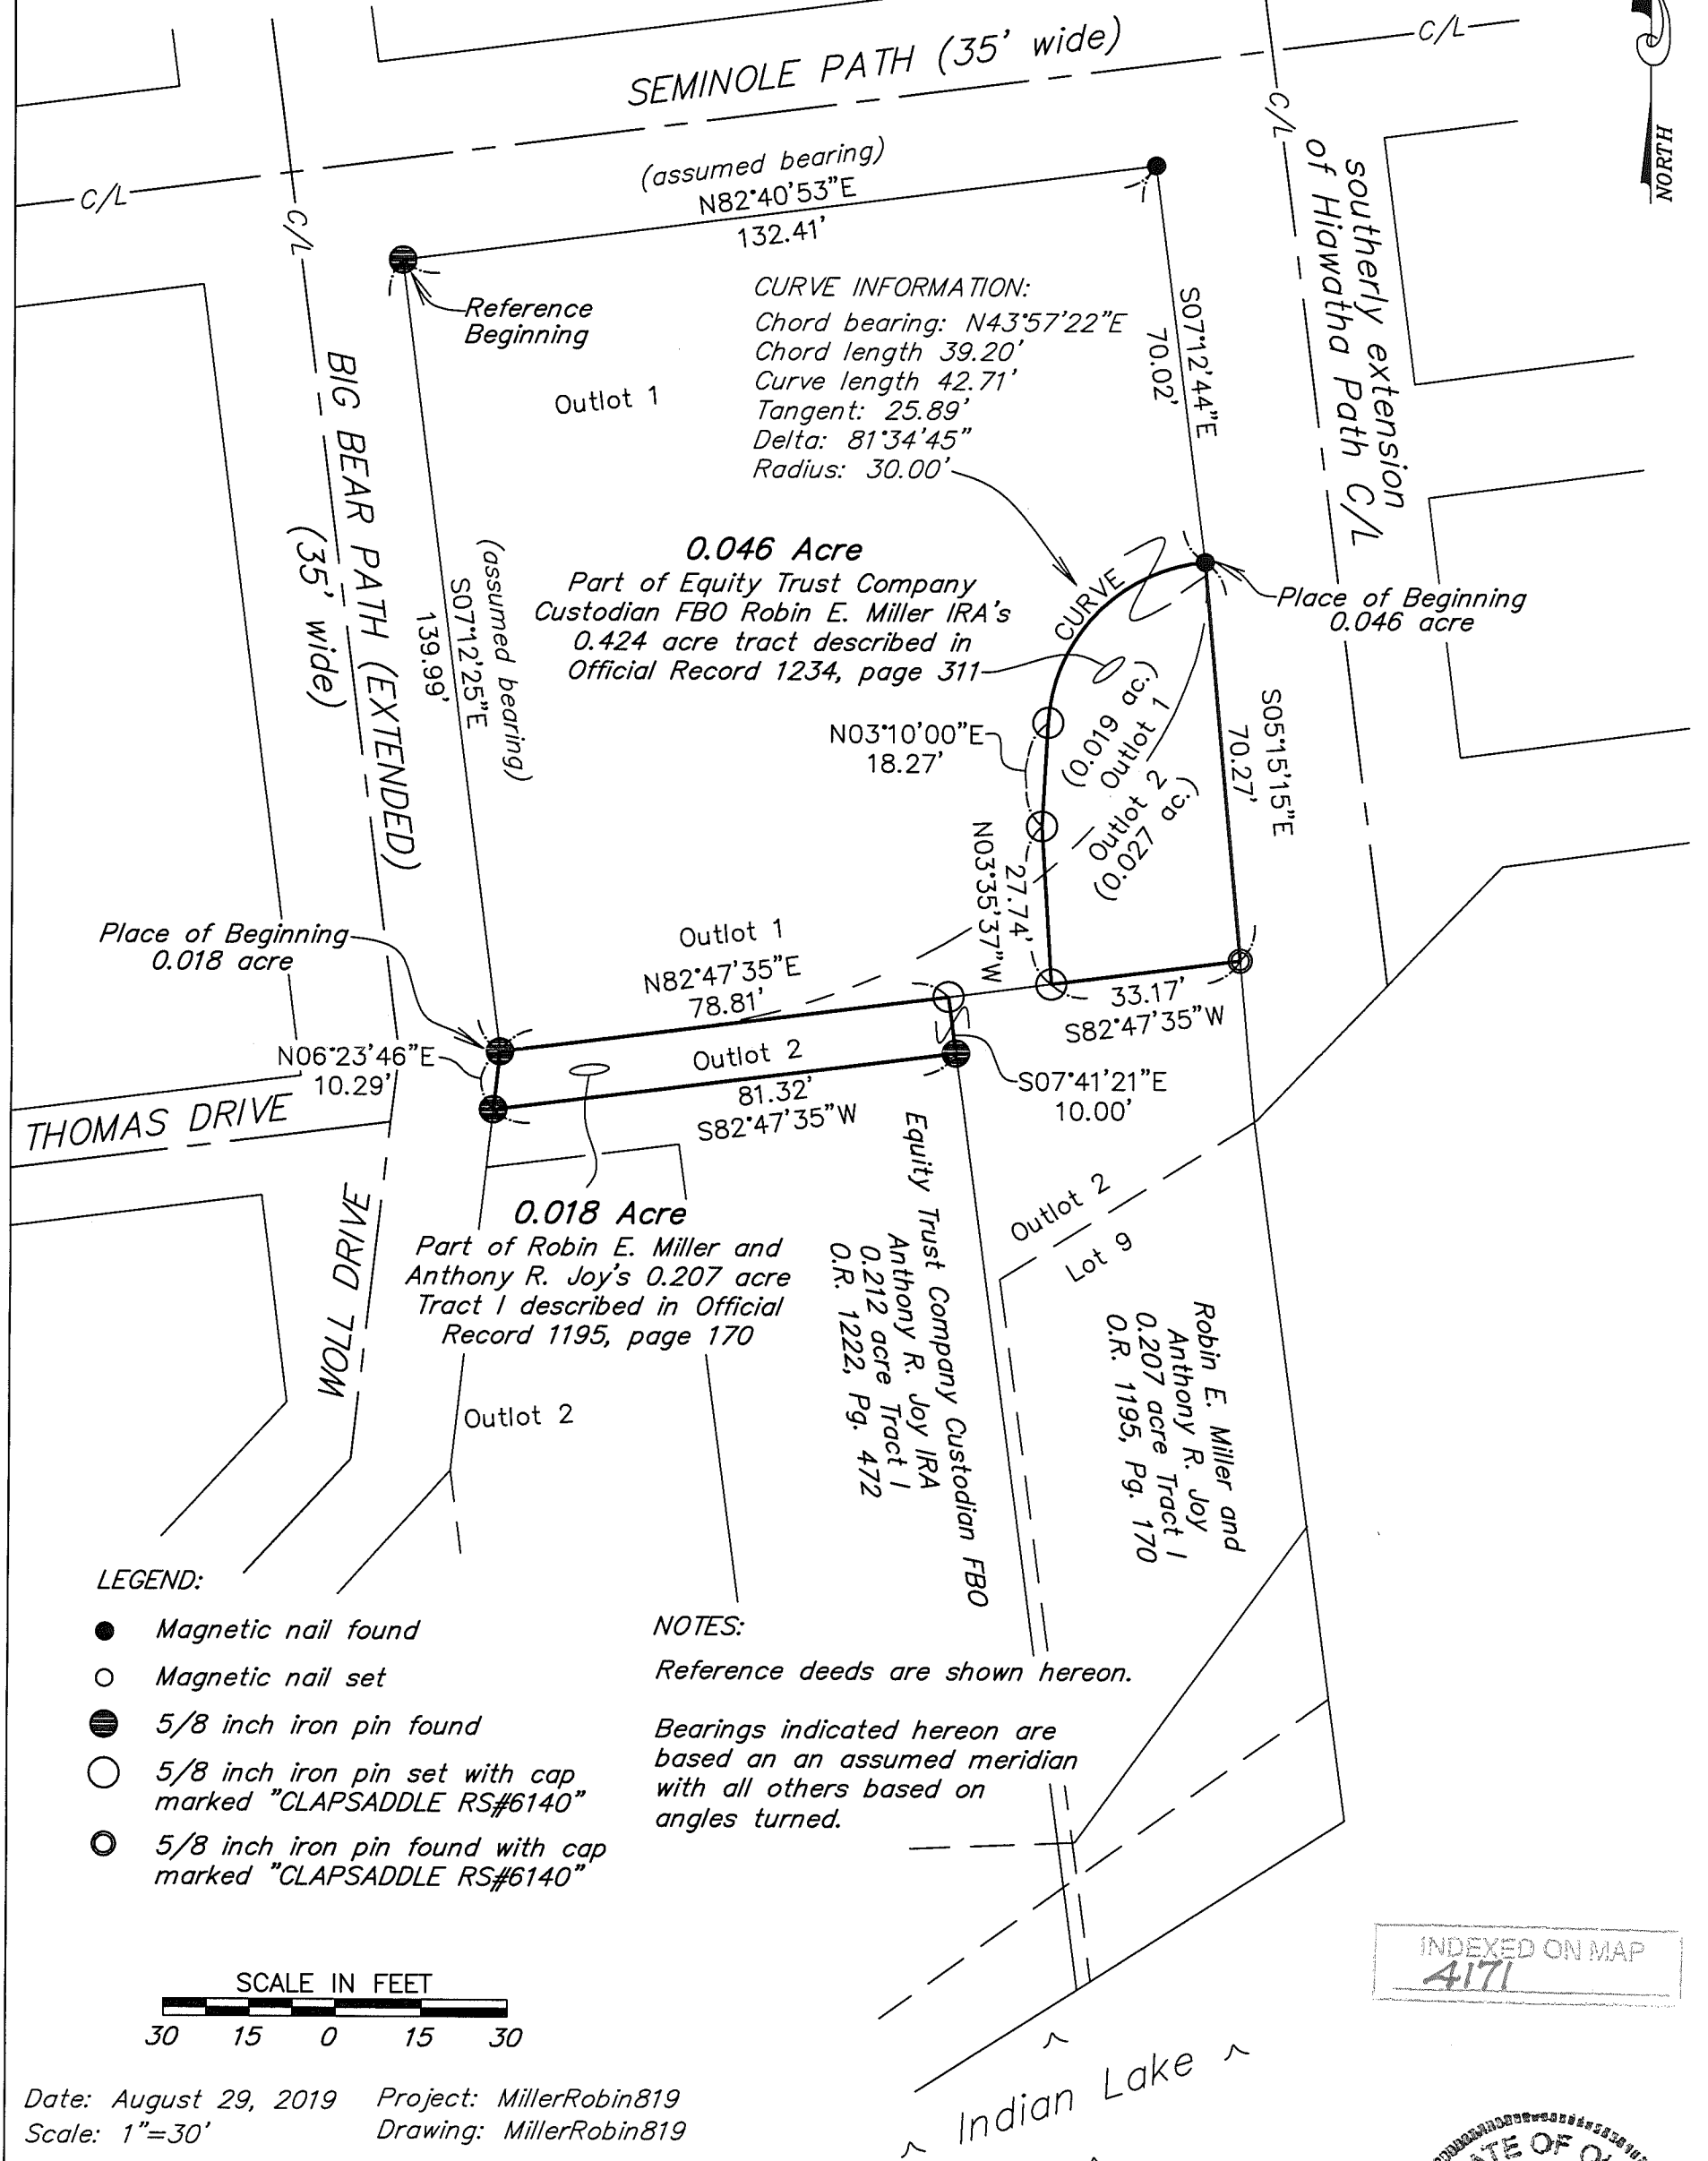 C/L
SEMINOLE PATH (35' wide)
C/L
C/L
C/L
NORTH
(assumed bearing)
N82°40'53"E
132.41'
southerly extension
of Hiawatha Path C/L
Reference
Beginning
Outlot 1
CURVE INFORMATION:
Chord bearing: N43°57'22"E
Chord length 39.20'
Curve length 42.71'
Tangent: 25.89'
Delta: 81°34'45"
Radius: 30.00'
S07°12'44"E
70.02'
BIG BEAR PATH (EXTENDED)
(35' wide)
(assumed bearing)
S07°12'25"E
139.99'
0.046 Acre
Part of Equity Trust Company
Custodian FBO Robin E. Miller IRA's
0.424 acre tract described in
Official Record 1234, page 311
CURVE
Place of Beginning
0.046 acre
N03°10'00"E
18.27'
(0.019 ac.)
Outlot 1
Outlot 2
(0.027 ac.)
S05°15'15"E
70.27'
27.74'
N03°35'37"W
Place of Beginning
0.018 acre
Outlot 1
N82°47'35"E
78.81'
33.17'
S82°47'35"W
N06°23'46"E
10.29'
Outlot 2
81.32'
S82°47'35"W
S07°41'21"E
10.00'
THOMAS DRIVE
WOLL DRIVE
0.018 Acre
Part of Robin E. Miller and
Anthony R. Joy's 0.207 acre
Tract I described in Official
Record 1195, page 170
Outlot 2
Equity Trust Company Custodian FBO
Anthony R. Joy IRA
0.212 acre Tract I
O.R. 1222, Pg. 472
Outlot 2
Lot 9
Robin E. Miller and
Anthony R. Joy
0.207 acre Tract I
O.R. 1195, Pg. 170
LEGEND:
Magnetic nail found
Magnetic nail set
5/8 inch iron pin found
5/8 inch iron pin set with cap
marked "CLAPSADDLE RS#6140"
5/8 inch iron pin found with cap
marked "CLAPSADDLE RS#6140"
NOTES:
Reference deeds are shown hereon.
Bearings indicated hereon are
based an an assumed meridian
with all others based on
angles turned.
SCALE IN FEET
30 15 0 15 30
INDEXED ON MAP
4171
Indian Lake
Date: August 29, 2019 Project: MillerRobin819
Scale: 1"=30' Drawing: MillerRobin819
OF